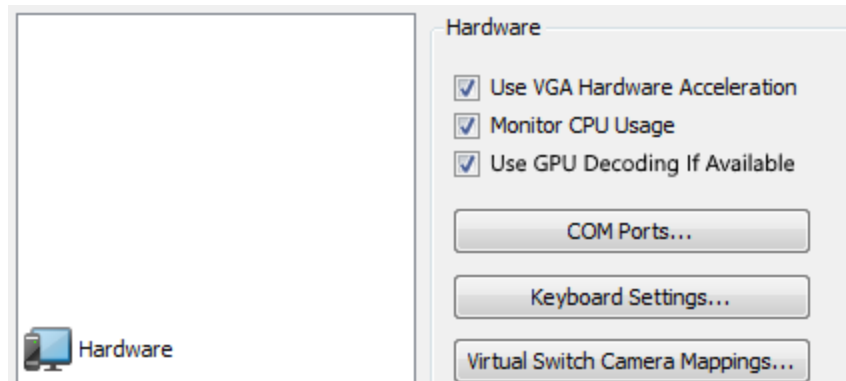 Hardware
Use VGA Hardware Acceleration
Monitor CPU Usage
Use GPU Decoding If Available
COM Ports...
Keyboard Settings...
Hardware
Virtual Switch Camera Mappings...